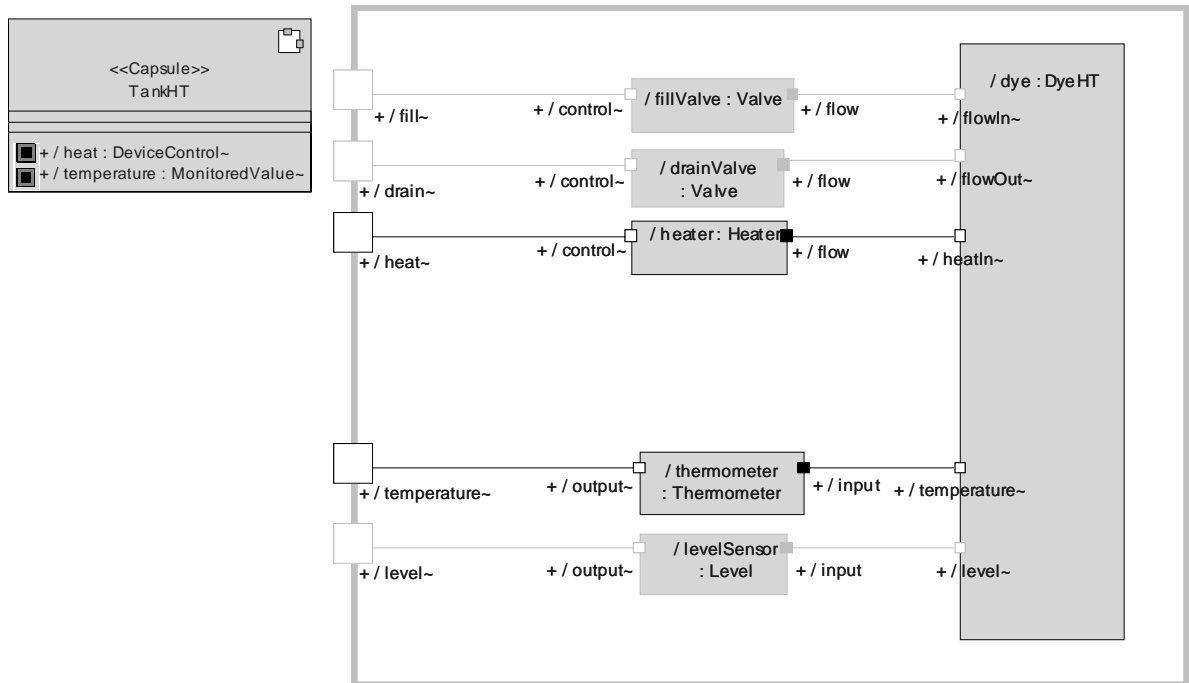 <<Capsule>>
TankHT
+ / heat : DeviceControl~
+ / temperature : MonitoredValue~
/ dye : DyeHT
/ fillValve : Valve
+ / fill~
+ / control~
+ / flow
+ / flowIn~
/ drainValve
: Valve
+ / drain~
+ / control~
+ / flow
+ / flowOut~
/ heater : Heater
+ / heat~
+ / control~
+ / flow
+ / heatIn~
/ thermometer
: Thermometer
+ / temperature~
+ / output~
+ / input
+ / temperature~
/ levelSensor
: Level
+ / level~
+ / output~
+ / input
+ / level~